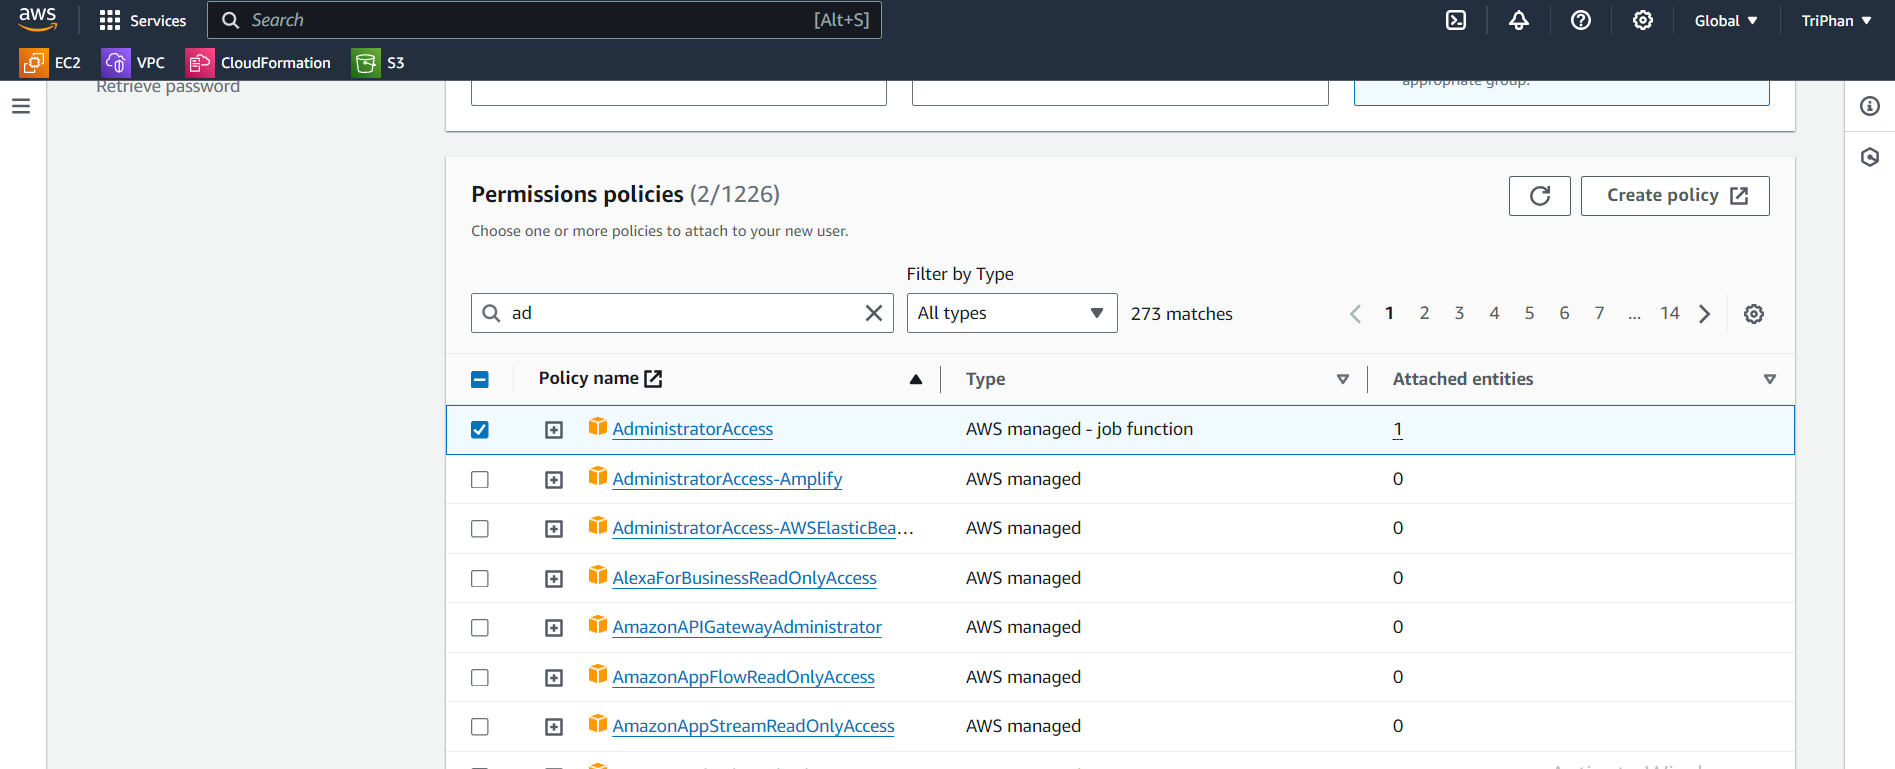 aws Services Search [Alt+S] Global TriPhan
EC2 VPC CloudFormation S3
Retrieve password
appropriate group.
Permissions policies (2/1226)
Create policy
Choose one or more policies to attach to your new user.
Filter by Type
ad All types 273 matches 1 2 3 4 5 6 7 ... 14
Policy name Type Attached entities
AdministratorAccess AWS managed - job function 1
AdministratorAccess-Amplify AWS managed 0
AdministratorAccess-AWSElasticBea... AWS managed 0
AlexaForBusinessReadOnlyAccess AWS managed 0
AmazonAPIGatewayAdministrator AWS managed 0
AmazonAppFlowReadOnlyAccess AWS managed 0
AmazonAppStreamReadOnlyAccess AWS managed 0